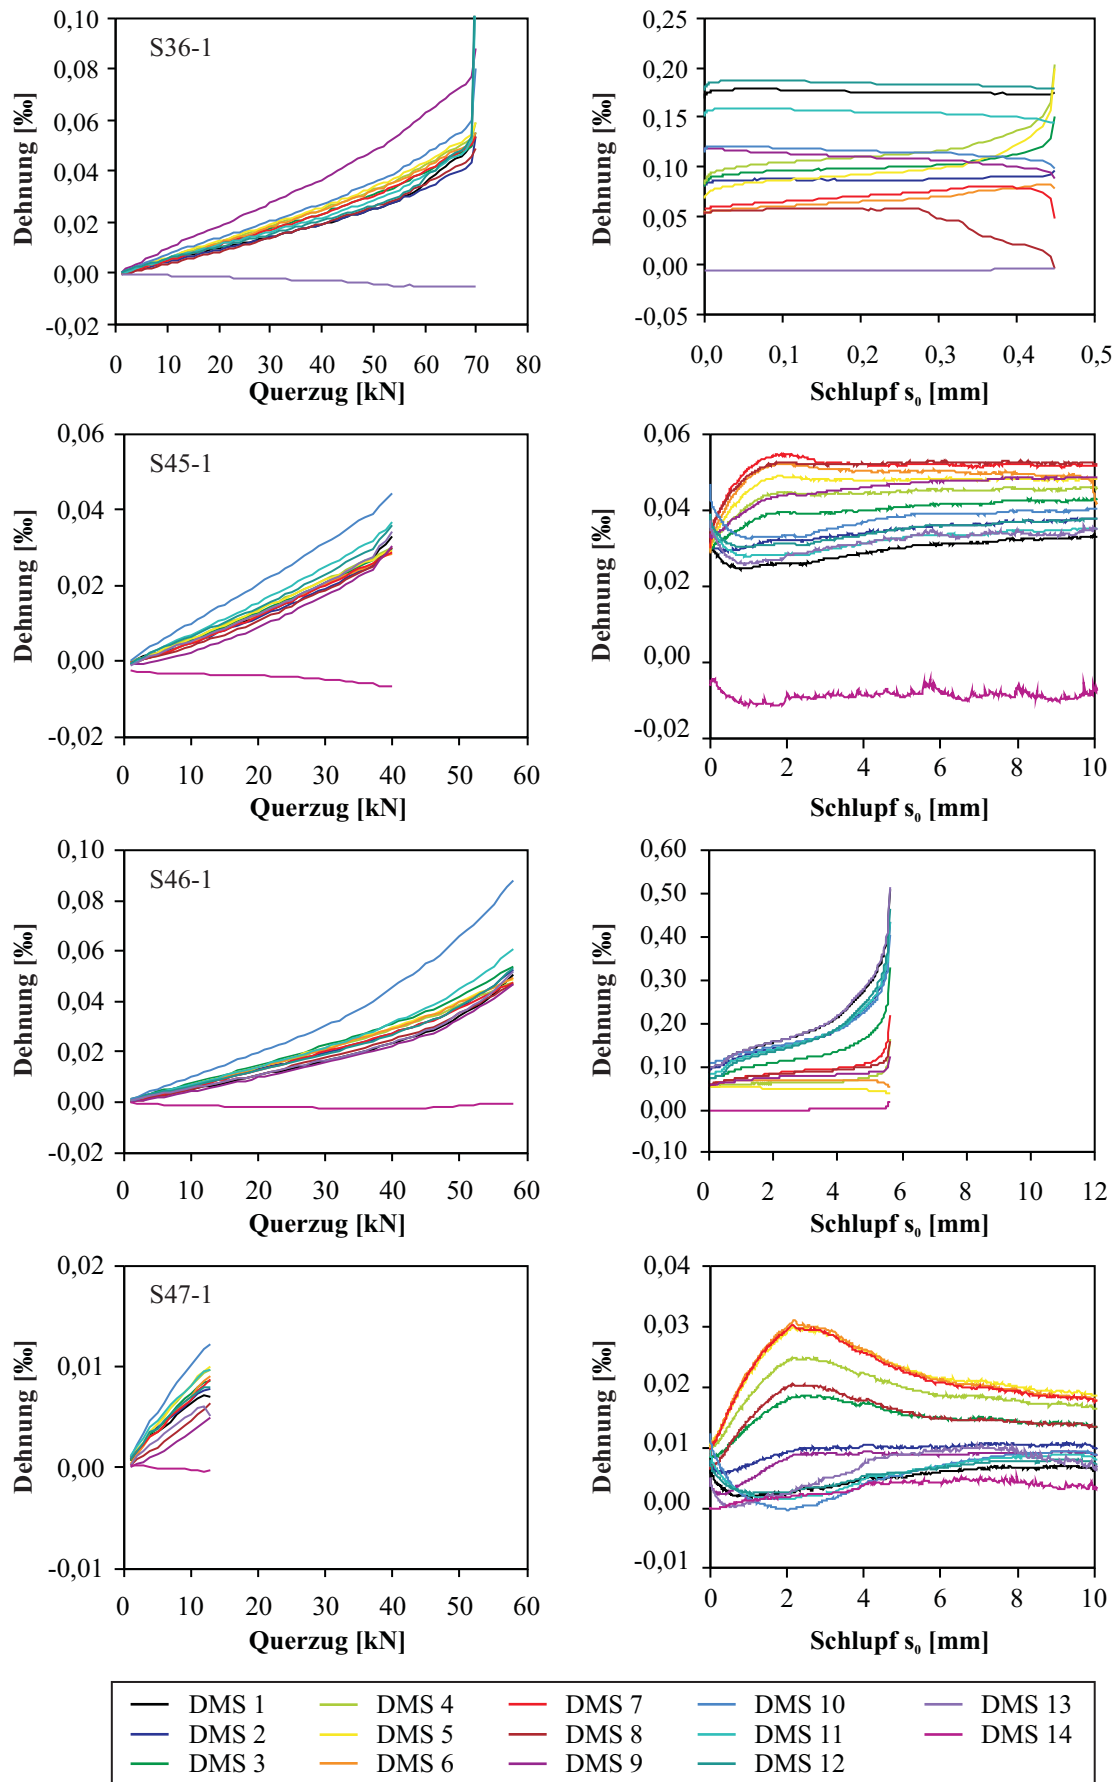 S36-1
Dehnung [‰]
0,10
0,08
0,06
0,04
0,02
0,00
-0,02
0 10 20 30 40 50 60 70 80
Querzug [kN]
Dehnung [‰]
0,25
0,20
0,15
0,10
0,05
0,00
-0,05
0,0 0,1 0,2 0,3 0,4 0,5
Schlupf s₀ [mm]
S45-1
Dehnung [‰]
0,06
0,04
0,02
0,00
-0,02
0 10 20 30 40 50 60
Querzug [kN]
Dehnung [‰]
0,06
0,04
0,02
0,00
-0,02
0 2 4 6 8 10
Schlupf s₀ [mm]
S46-1
Dehnung [‰]
0,10
0,08
0,06
0,04
0,02
0,00
-0,02
0 10 20 30 40 50 60
Querzug [kN]
Dehnung [‰]
0,60
0,50
0,40
0,30
0,20
0,10
0,00
-0,10
0 2 4 6 8 10 12
Schlupf s₀ [mm]
S47-1
Dehnung [‰]
0,02
0,01
0,00
-0,01
0 10 20 30 40 50 60
Querzug [kN]
Dehnung [‰]
0,04
0,03
0,02
0,01
0,00
-0,01
0 2 4 6 8 10
Schlupf s₀ [mm]
DMS 1 DMS 4 DMS 7 DMS 10 DMS 13
DMS 2 DMS 5 DMS 8 DMS 11 DMS 14
DMS 3 DMS 6 DMS 9 DMS 12